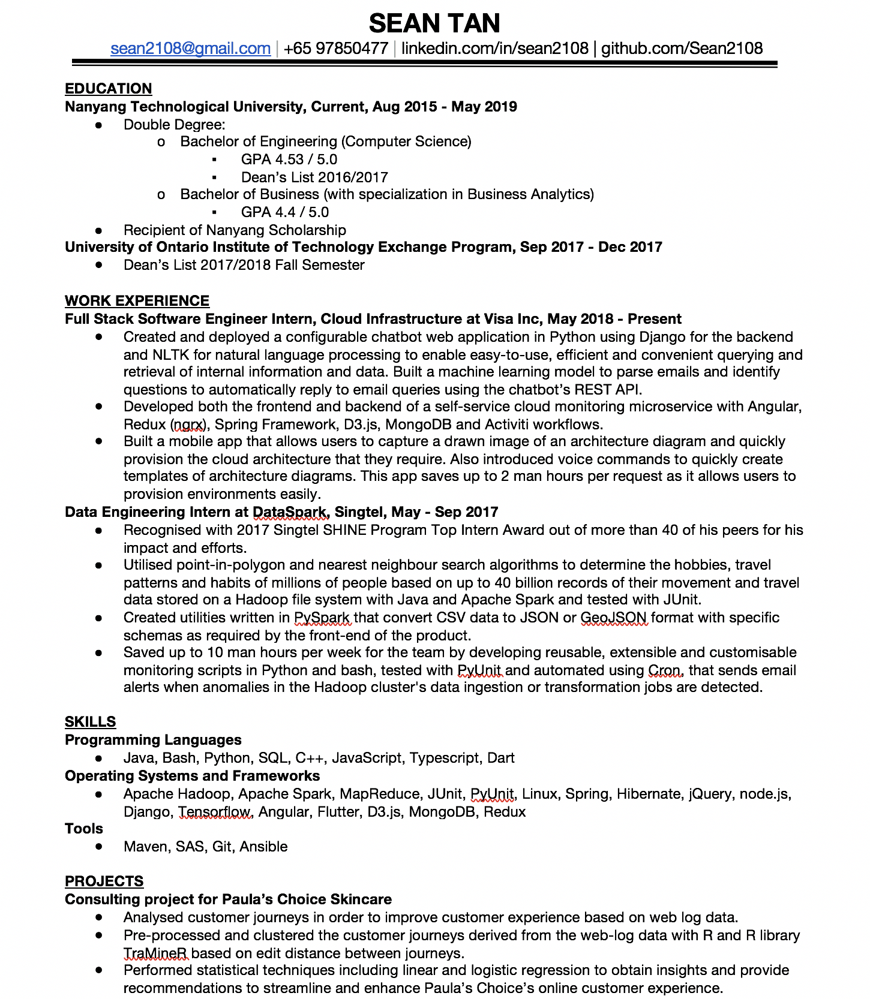 SEAN TAN
sean2108@gmail.com | +65 97850477 | linkedin.com/in/sean2108 | github.com/Sean2108
EDUCATION
Nanyang Technological University, Current, Aug 2015 - May 2019
● Double Degree:
o Bachelor of Engineering (Computer Science)
▪ GPA 4.53 / 5.0
▪ Dean’s List 2016/2017
o Bachelor of Business (with specialization in Business Analytics)
▪ GPA 4.4 / 5.0
● Recipient of Nanyang Scholarship
University of Ontario Institute of Technology Exchange Program, Sep 2017 - Dec 2017
● Dean’s List 2017/2018 Fall Semester
WORK EXPERIENCE
Full Stack Software Engineer Intern, Cloud Infrastructure at Visa Inc, May 2018 - Present
● Created and deployed a configurable chatbot web application in Python using Django for the backend
and NLTK for natural language processing to enable easy-to-use, efficient and convenient querying and
retrieval of internal information and data. Built a machine learning model to parse emails and identify
questions to automatically reply to email queries using the chatbot’s REST API.
● Developed both the frontend and backend of a self-service cloud monitoring microservice with Angular,
Redux (ngrx), Spring Framework, D3.js, MongoDB and Activiti workflows.
● Built a mobile app that allows users to capture a drawn image of an architecture diagram and quickly
provision the cloud architecture that they require. Also introduced voice commands to quickly create
templates of architecture diagrams. This app saves up to 2 man hours per request as it allows users to
provision environments easily.
Data Engineering Intern at DataSpark, Singtel, May - Sep 2017
● Recognised with 2017 Singtel SHINE Program Top Intern Award out of more than 40 of his peers for his
impact and efforts.
● Utilised point-in-polygon and nearest neighbour search algorithms to determine the hobbies, travel
patterns and habits of millions of people based on up to 40 billion records of their movement and travel
data stored on a Hadoop file system with Java and Apache Spark and tested with JUnit.
● Created utilities written in PySpark that convert CSV data to JSON or GeoJSON format with specific
schemas as required by the front-end of the product.
● Saved up to 10 man hours per week for the team by developing reusable, extensible and customisable
monitoring scripts in Python and bash, tested with PyUnit and automated using Cron, that sends email
alerts when anomalies in the Hadoop cluster's data ingestion or transformation jobs are detected.
SKILLS
Programming Languages
● Java, Bash, Python, SQL, C++, JavaScript, Typescript, Dart
Operating Systems and Frameworks
● Apache Hadoop, Apache Spark, MapReduce, JUnit, PyUnit, Linux, Spring, Hibernate, jQuery, node.js,
Django, Tensorflow, Angular, Flutter, D3.js, MongoDB, Redux
Tools
● Maven, SAS, Git, Ansible
PROJECTS
Consulting project for Paula’s Choice Skincare
● Analysed customer journeys in order to improve customer experience based on web log data.
● Pre-processed and clustered the customer journeys derived from the web-log data with R and R library
TraMineR based on edit distance between journeys.
● Performed statistical techniques including linear and logistic regression to obtain insights and provide
recommendations to streamline and enhance Paula’s Choice’s online customer experience.